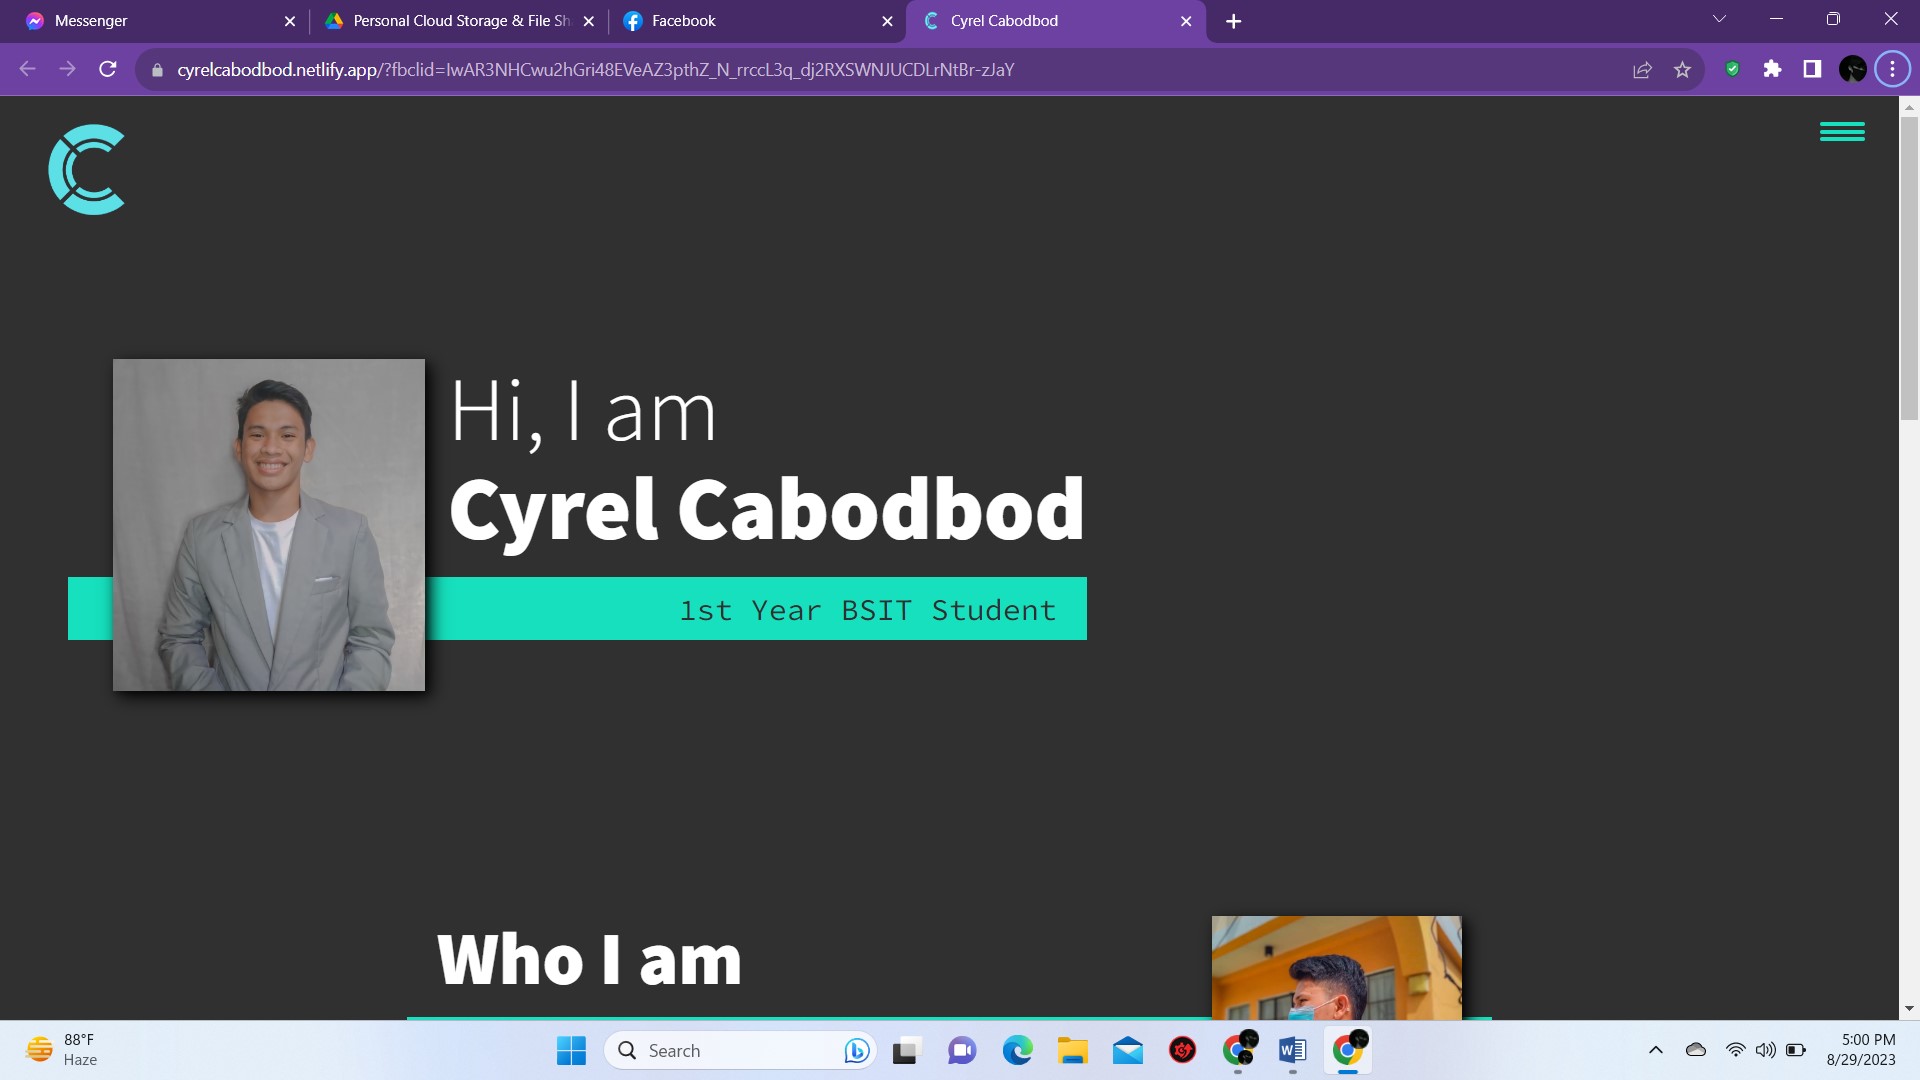 Messenger
Personal Cloud Storage & File Sh
Facebook
Cyrel Cabodbod
cyrelcabodbod.netlify.app/?fbclid=IwAR3NHCwu2hGri48EVeAZ3pthZ_N_rrccL3q_dj2RXSWNJUCDLrNtBr-zJaY
Hi, I am
Cyrel Cabodbod
1st Year BSIT Student
Who I am
88°F
Haze
Search
5:00 PM
8/29/2023